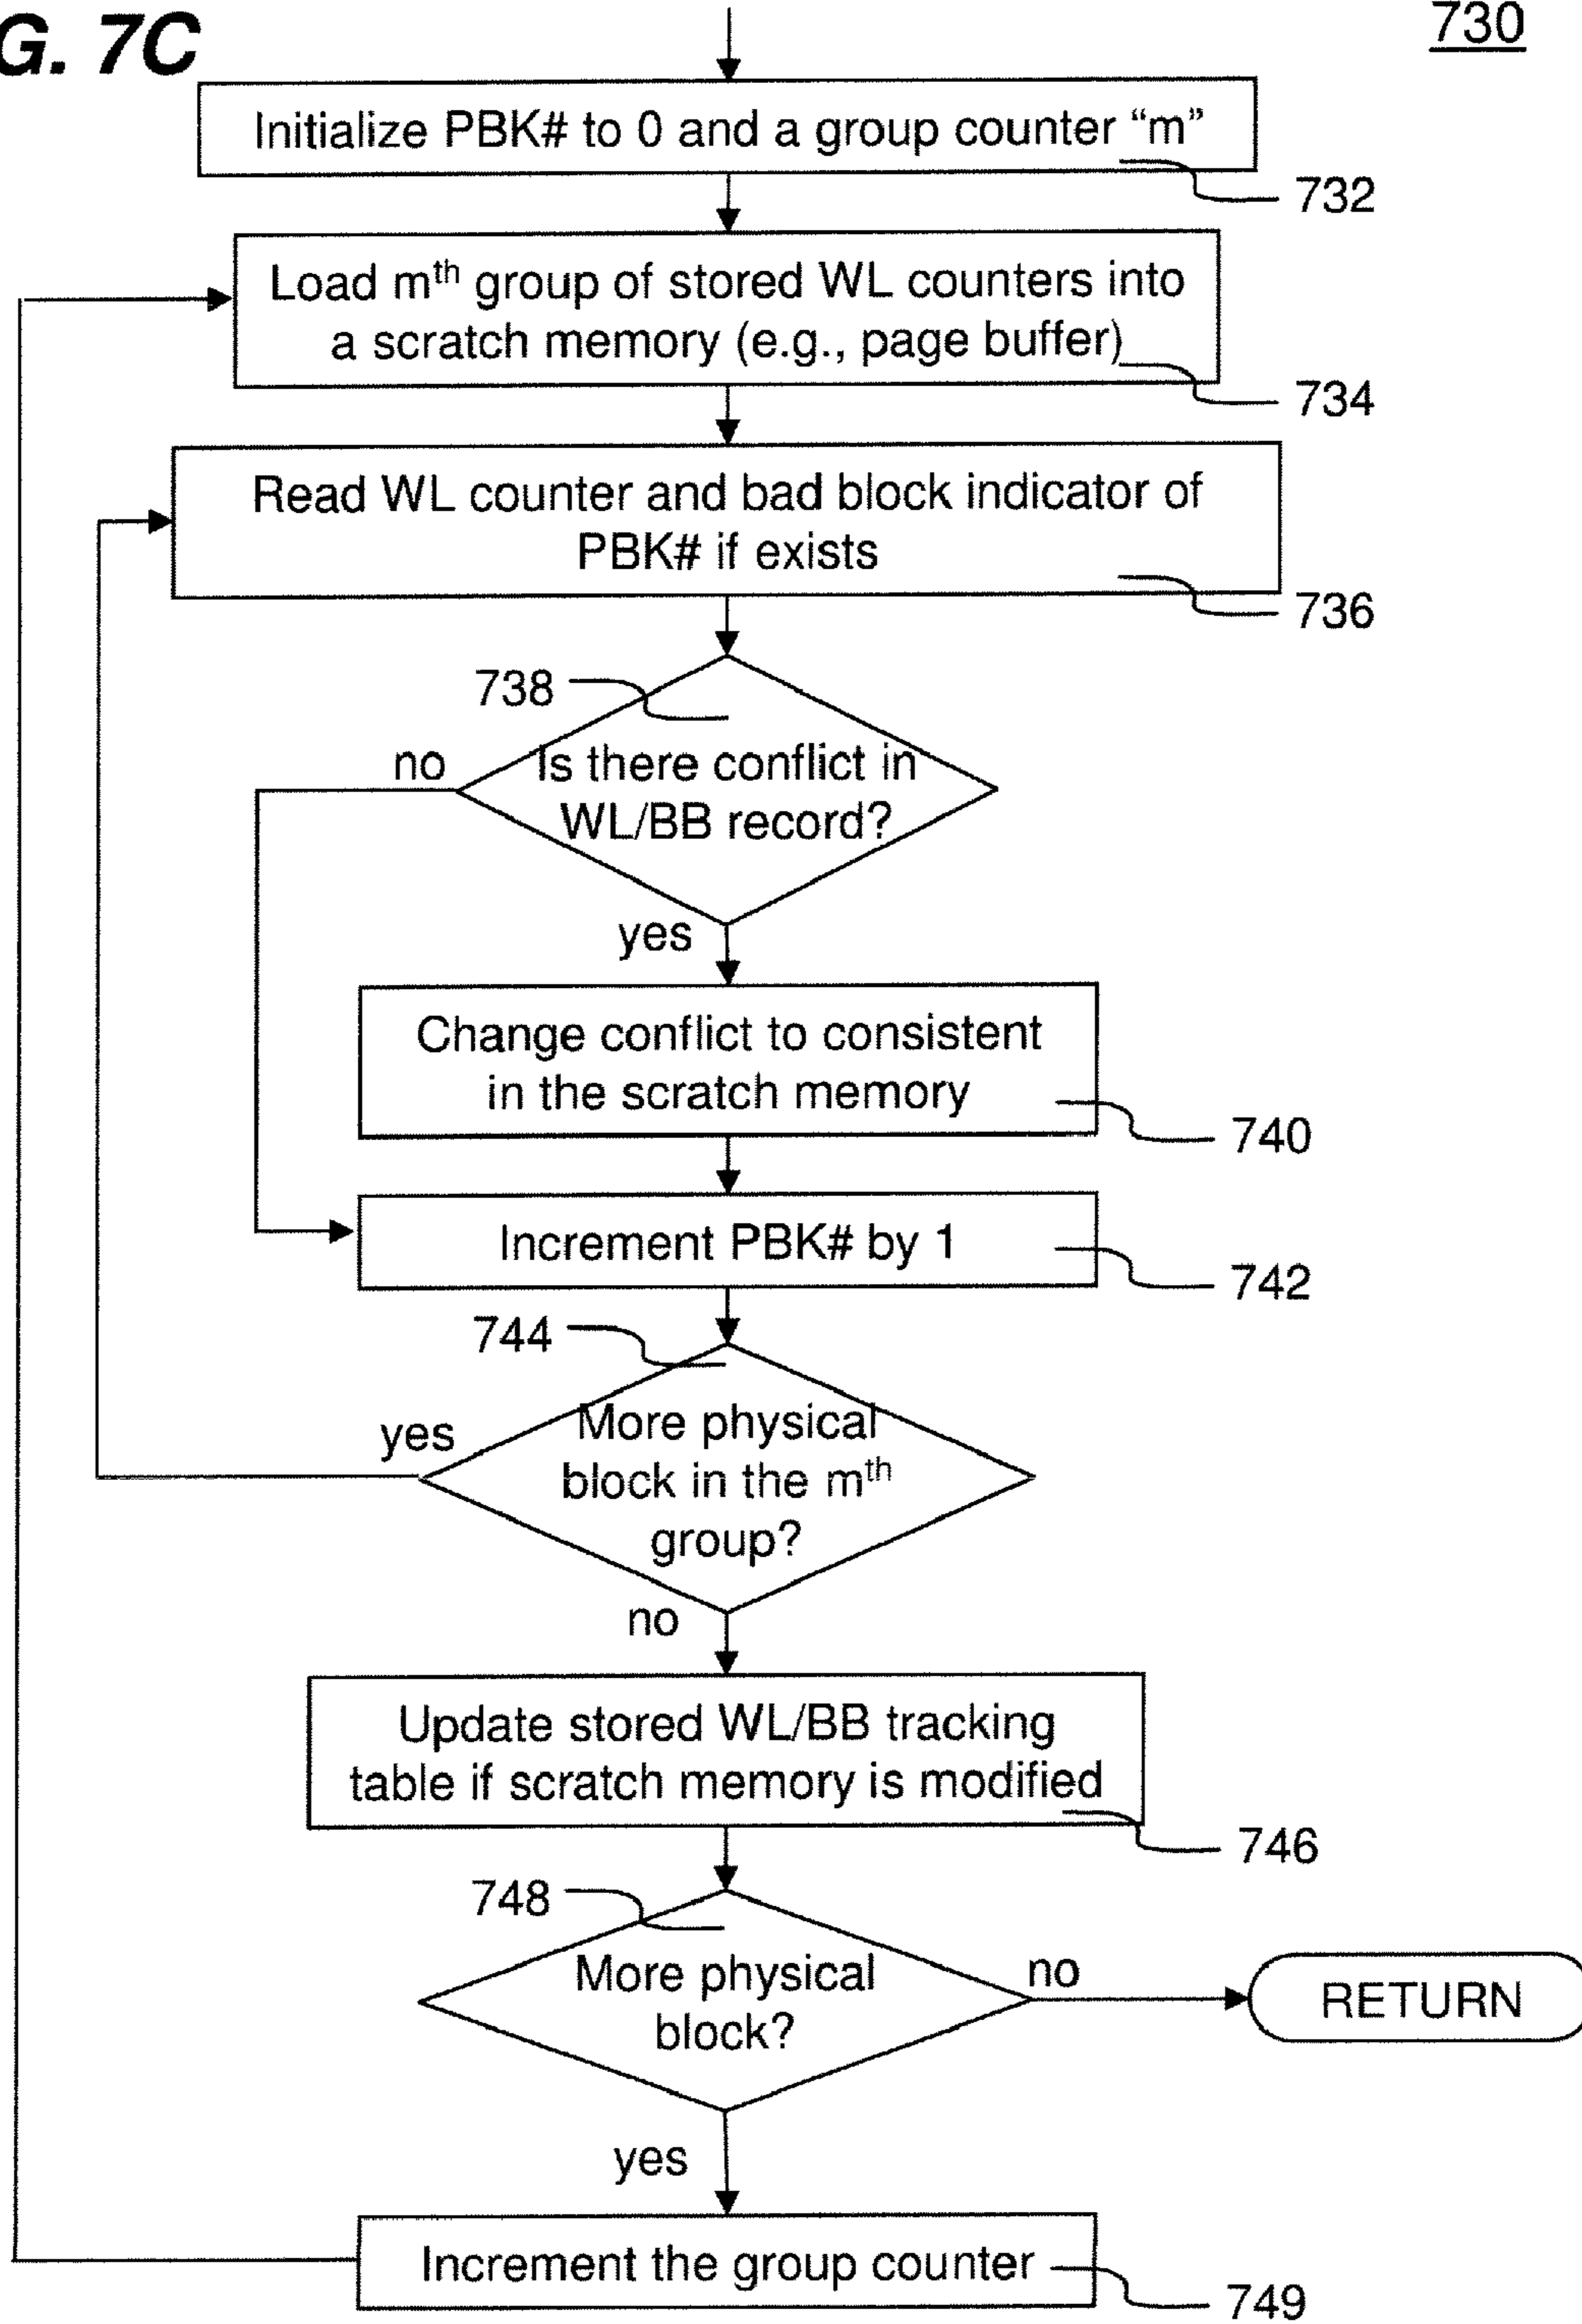 G. 7C
730
Initialize PBK# to 0 and a group counter “m”
732
Load mth group of stored WL counters into
a scratch memory (e.g., page buffer)
734
Read WL counter and bad block indicator of
PBK# if exists
736
738
no
Is there conflict in
WL/BB record?
yes
Change conflict to consistent
in the scratch memory
740
Increment PBK# by 1
742
744
yes
More physical
block in the mth
group?
no
Update stored WL/BB tracking
table if scratch memory is modified
746
748
More physical
block?
no
RETURN
yes
Increment the group counter
749